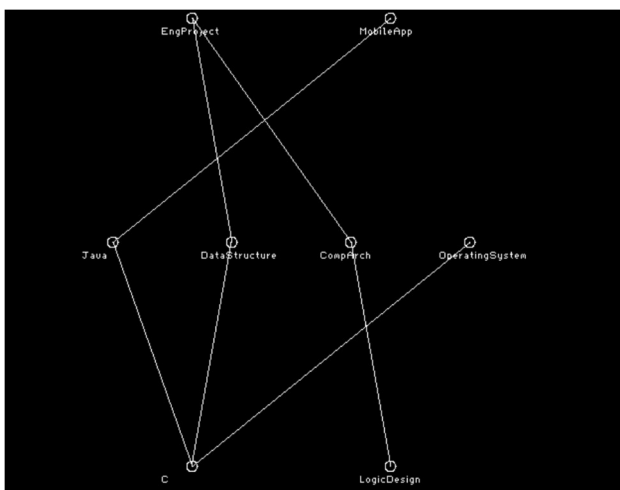 EngProject
MobileApp
Java
DataStructure
CompArch
OperatingSystem
C
LogicDesign